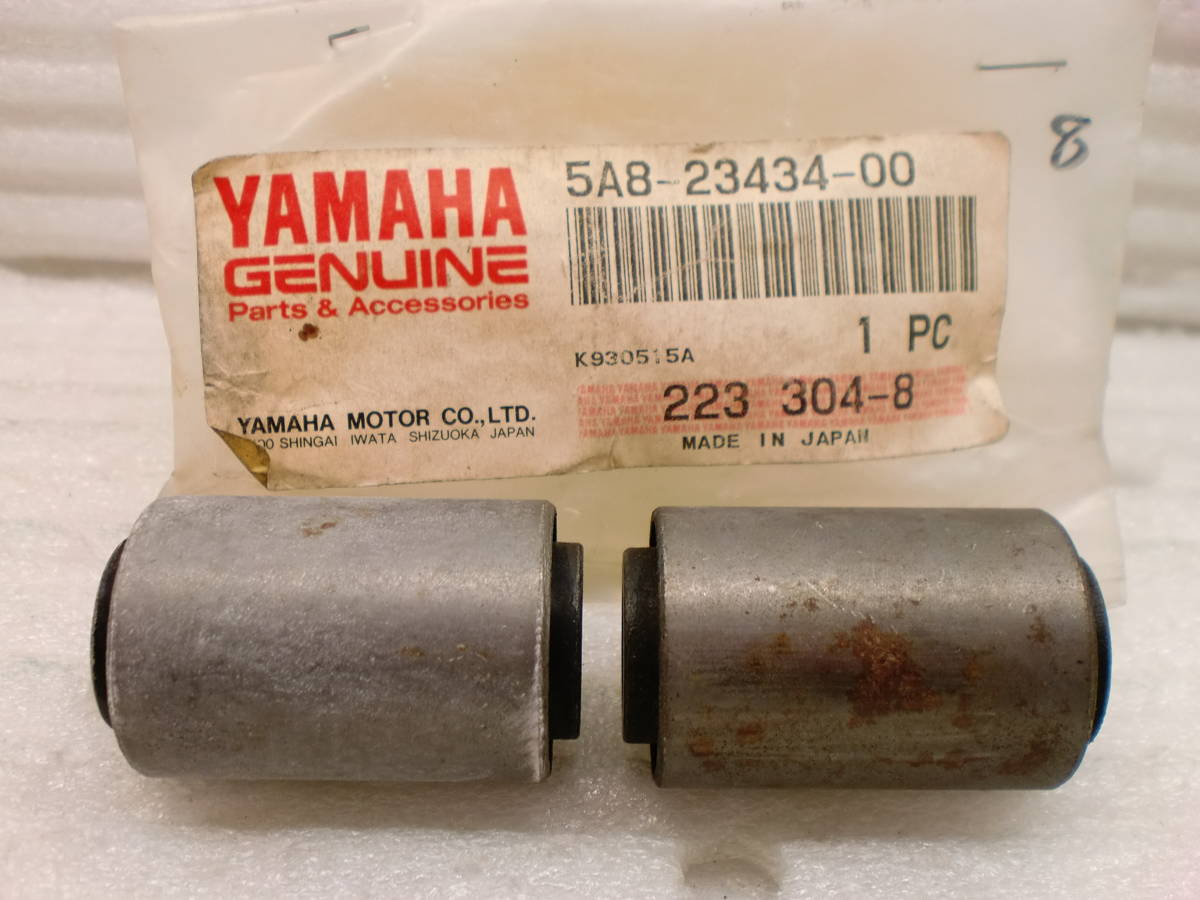 8
YAMAHA
GENUINE
Parts & Accessories
5A8-23434-00
1 PC
K930515A
223 304-8
MADE IN JAPAN
YAMAHA MOTOR CO.,LTD.
SHINGAI IWATA SHIZUOKA JAPAN